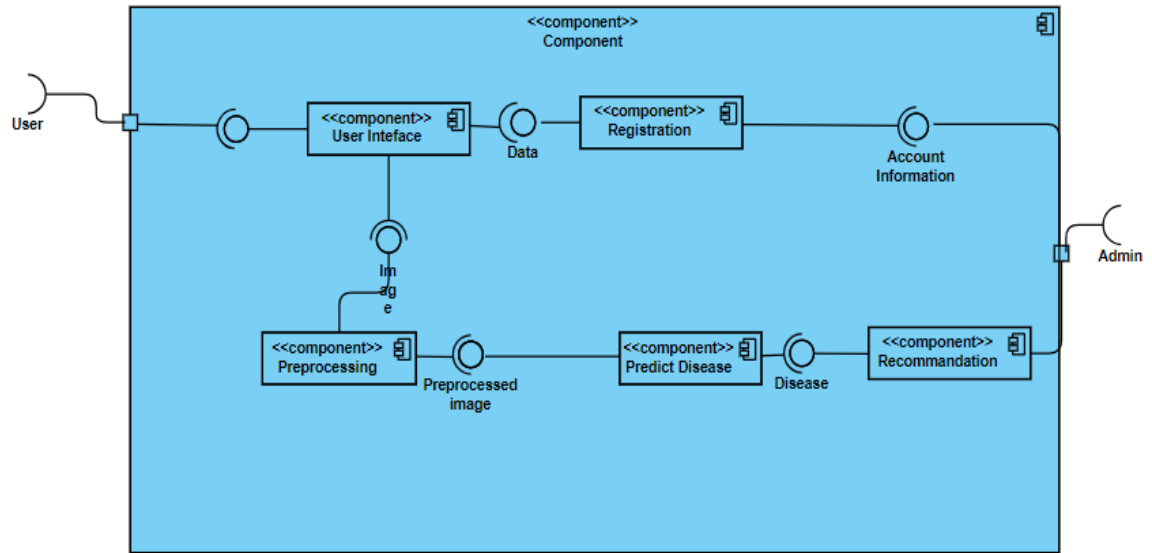 <<component>>
Component
User
<<component>>
User Inteface
Data
<<component>>
Registration
Account
Information
Im
ag
e
Admin
<<component>>
Preprocessing
Preprocessed
image
<<component>>
Predict Disease
Disease
<<component>>
Recommandation